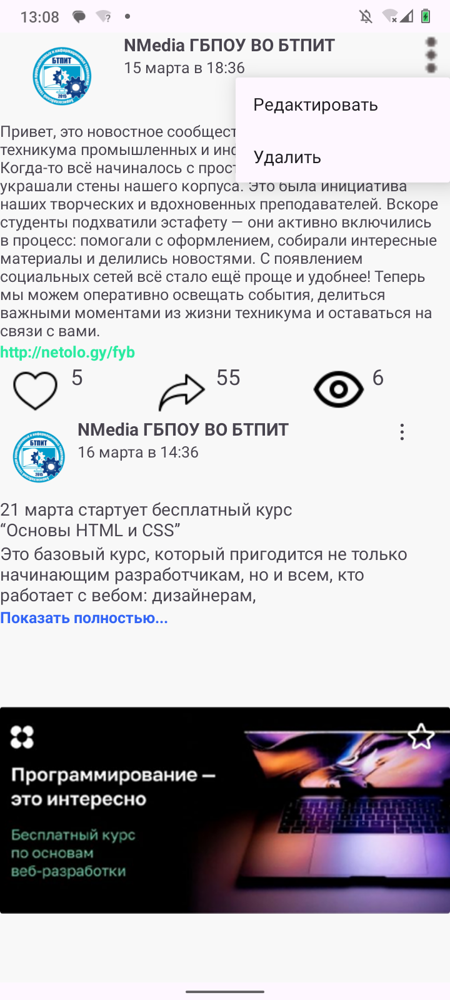 13:08
NMedia ГБПОУ ВО БТПИТ
15 марта в 18:36
БТПИТ
2015
Редактировать
Удалить
Привет, это новостное сообщест
техникума промышленных и
Когда-то всё начиналось с прос
украшали стены нашего корпуса. Это была инициатива
наших творческих и вдохновенных преподавателей. Вскоре
студенты подхватили эстафету — они активно включились
в процесс: помогали с оформлением, собирали интересные
материалы и делились новостями. С появлением
социальных сетей всё стало ещё проще и удобнее! Теперь
мы можем оперативно освещать события, делиться
важными моментами из жизни техникума и оставаться на
связи с вами.
http://netolo.gy/fyb
5 55 6
NMedia ГБПОУ ВО БТПИТ
16 марта в 14:36
БТПИТ
2015
21 марта стартует бесплатный курс
“Основы HTML и CSS”
Это базовый курс, который пригодится не только
начинающим разработчикам, но и всем, кто
работает с вебом: дизайнерам,
Показать полностью...
Программирование —
это интересно
Бесплатный курс
по основам
веб-разработки